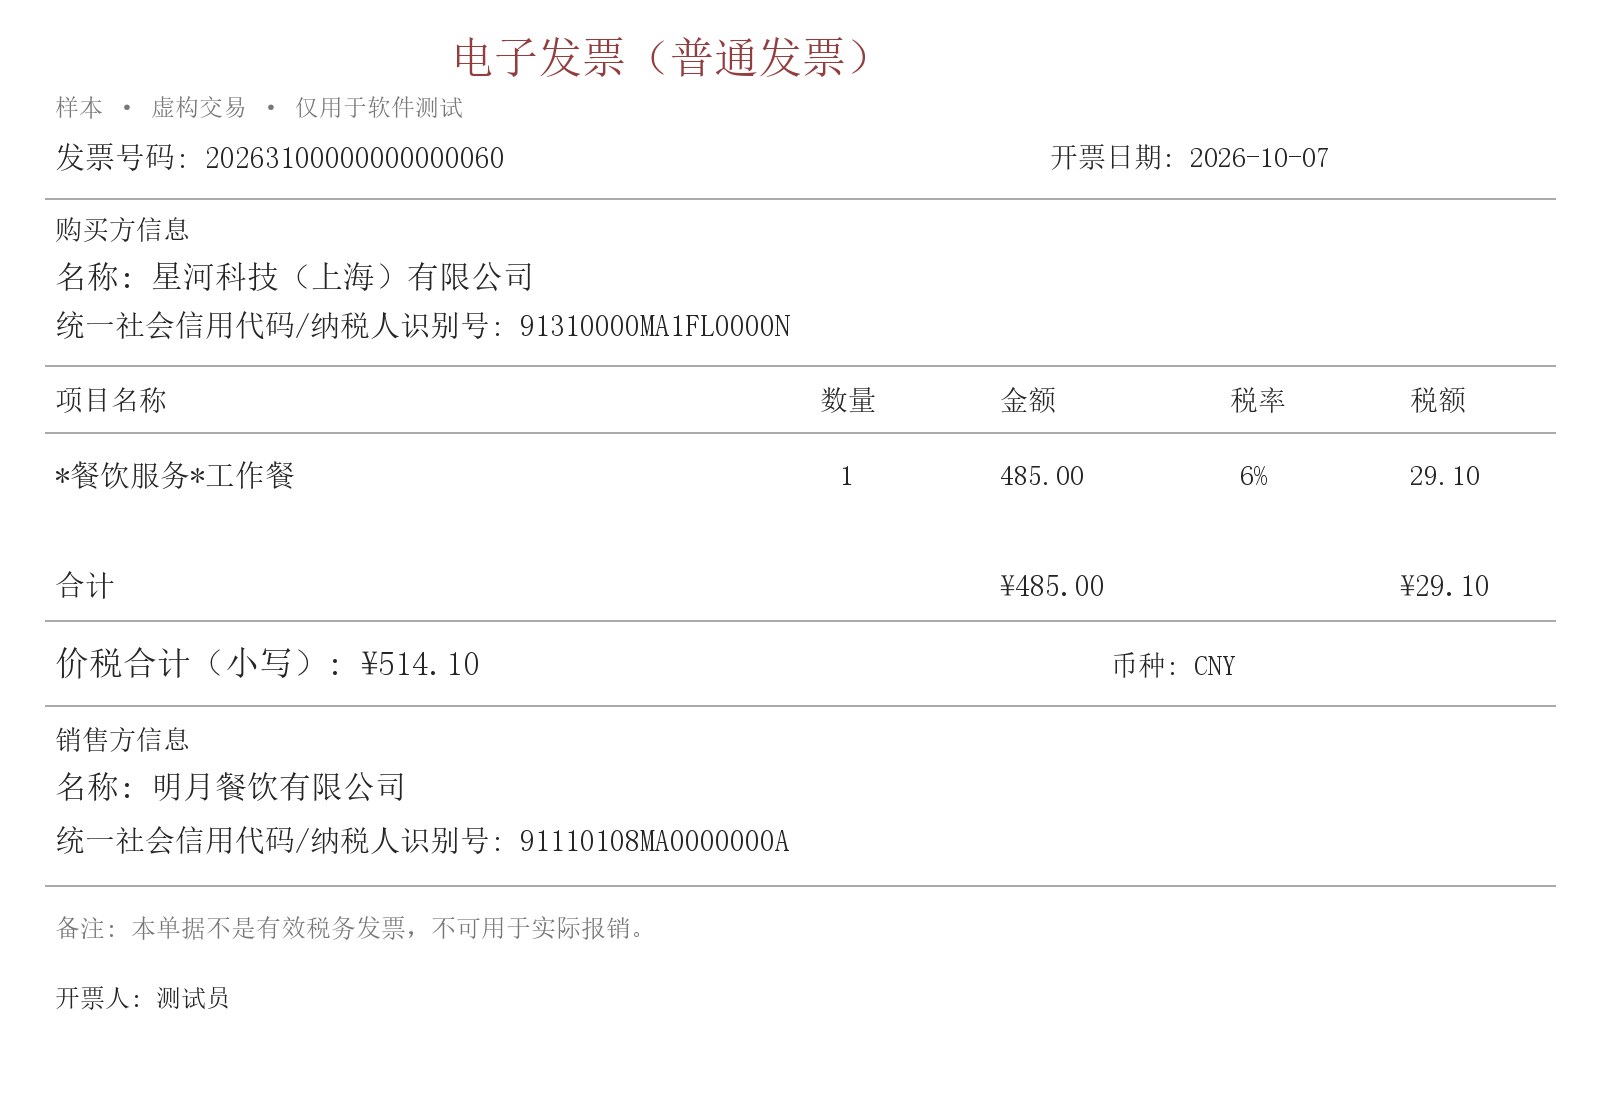 电子发票（普通发票）
样本 • 虚构交易 • 仅用于软件测试
发票号码: 20263100000000000060 开票日期: 2026-10-07
购买方信息
名称: 星河科技（上海）有限公司
统一社会信用代码/纳税人识别号: 91310000MA1FL0000N
项目名称 数量 金额 税率 税额
*餐饮服务*工作餐 1 485.00 6% 29.10
合计 ¥485.00 ¥29.10
价税合计（小写）: ¥514.10 币种: CNY
销售方信息
名称: 明月餐饮有限公司
统一社会信用代码/纳税人识别号: 91110108MA0000000A
备注: 本单据不是有效税务发票，不可用于实际报销。
开票人: 测试员